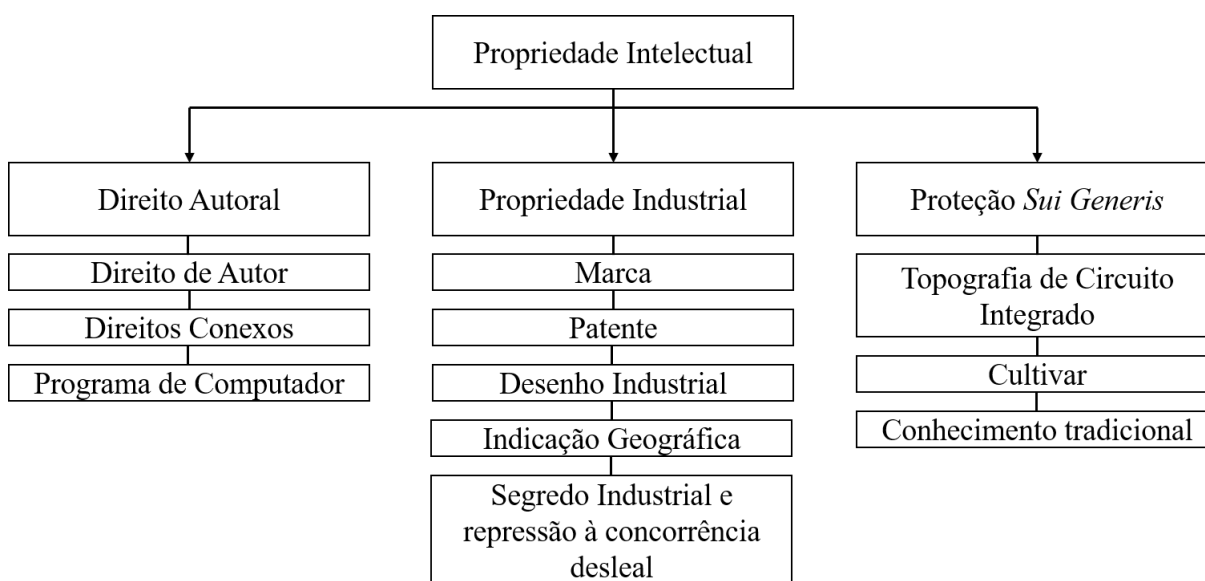 Propriedade Intelectual
Direito Autoral
Direito de Autor
Direitos Conexos
Programa de Computador
Propriedade Industrial
Marca
Patente
Desenho Industrial
Indicação Geográfica
Segredo Industrial e
repressão à concorrência
desleal
Proteção Sui Generis
Topografia de Circuito
Integrado
Cultivar
Conhecimento tradicional